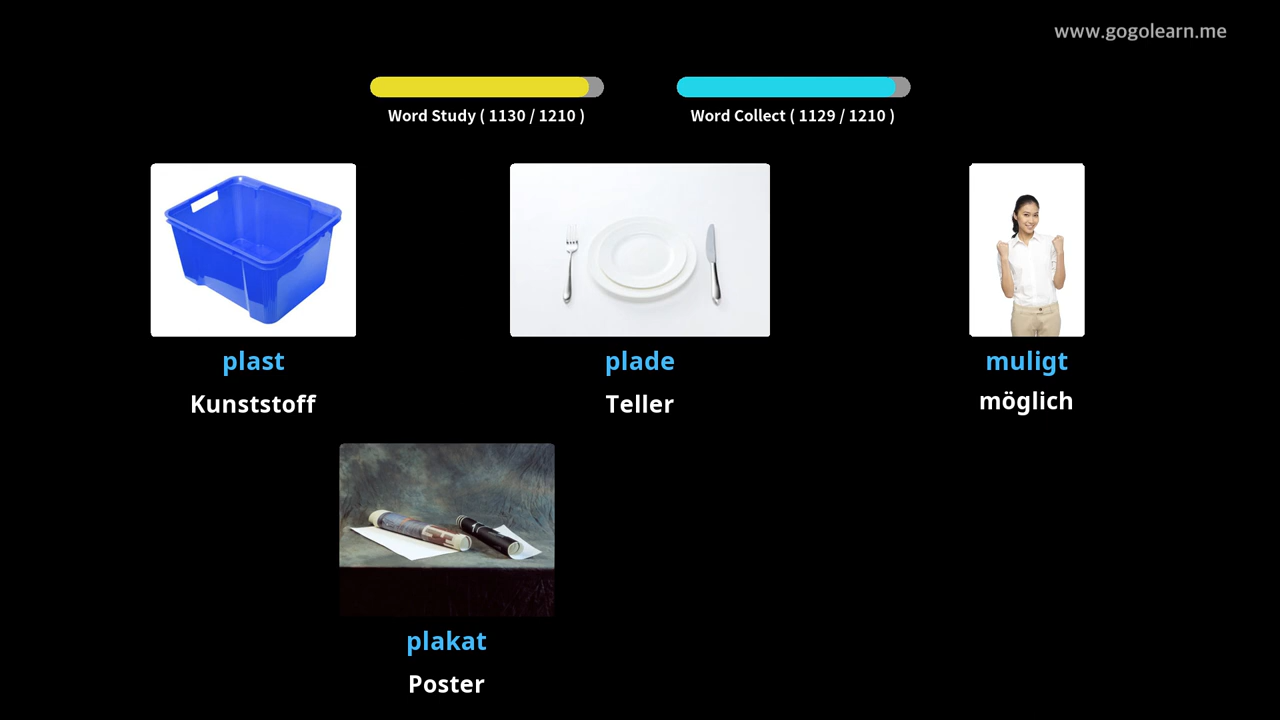 www.gogolearn.me
Word Study ( 1130 / 1210 )
Word Collect ( 1129 / 1210 )
plast
plade
muligt
Kunststoff
Teller
möglich
plakat
Poster